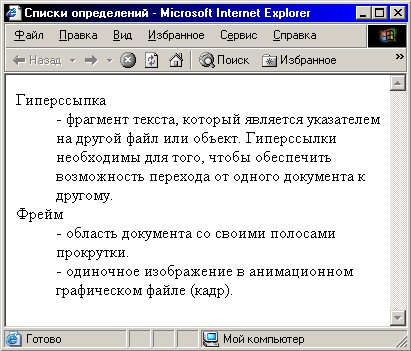 Списки определений - Microsoft Internet Explorer
Файл Правка Вид Избранное Сервис Справка
Назад Поиск Избранное
Гиперссыпка
- фрагмент текста, который является указателем
на другой файл или объект. Гиперссылки
необходимы для того, чтобы обеспечить
возможность перехода от одного документа к
другому.
Фрейм
- область документа со своими полосами
прокрутки.
- одиночное изображение в анимационном
графическом файле (кадр).
Готово Мой компьютер